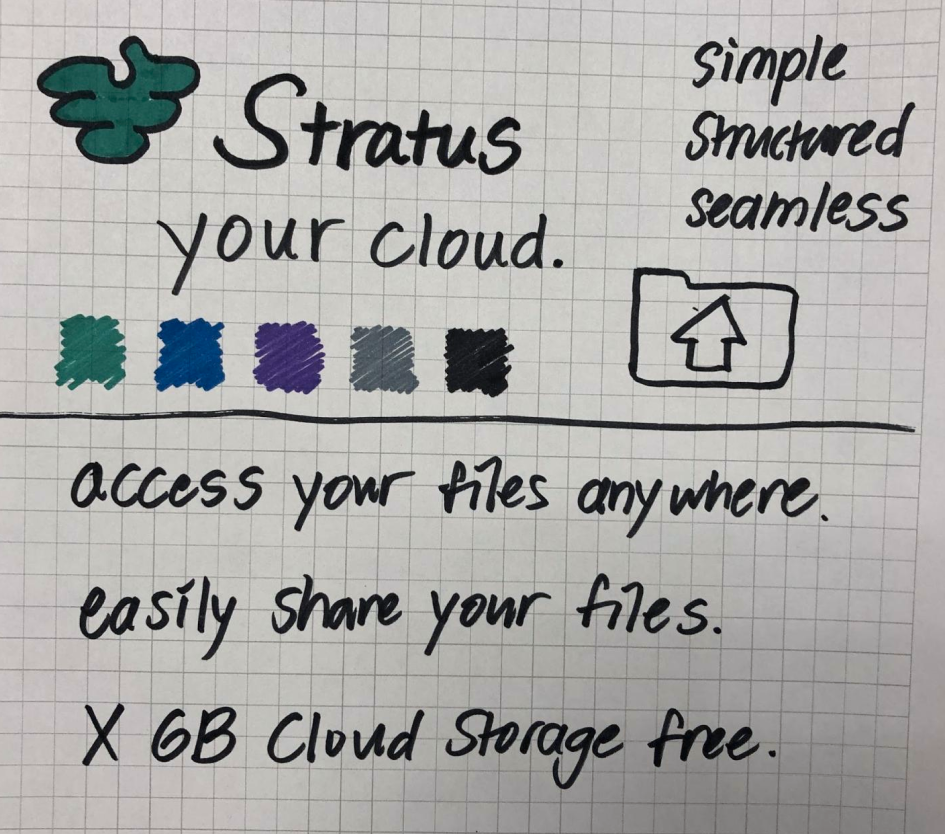 Stratus
your cloud.
simple
structured
seamless
access your files anywhere.
easily share your files.
X GB Cloud Storage free.